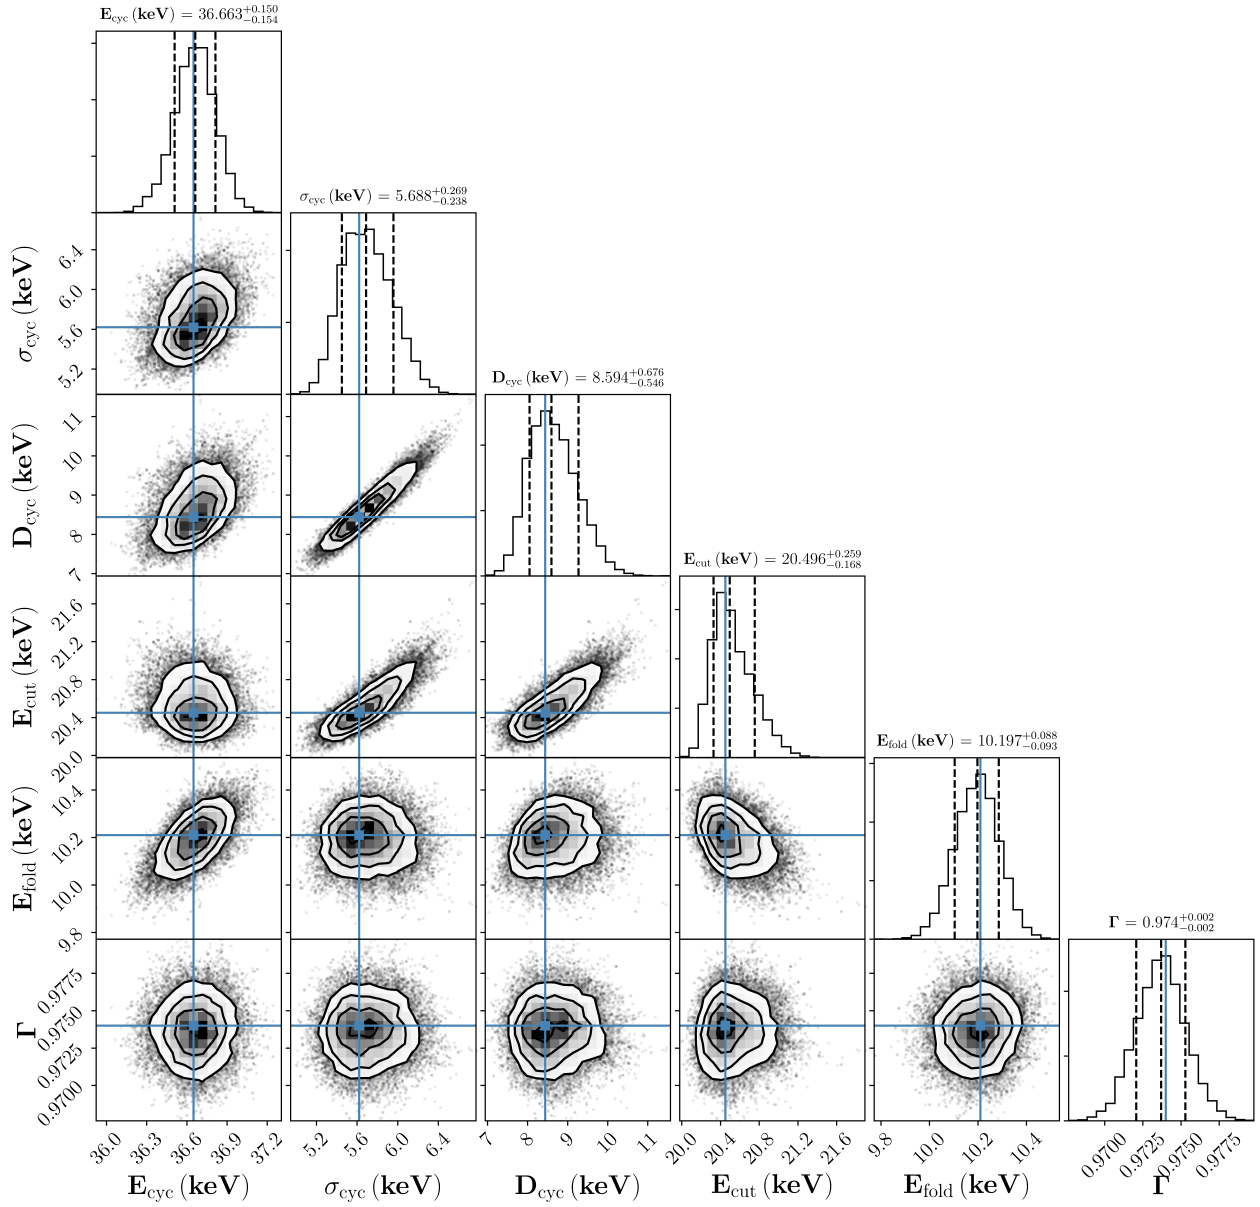 E_cyc (keV) = 36.663 +0.150 −0.154
σ_cyc (keV) = 5.688 +0.269 −0.238
6.4
6.0
5.6
5.2
σ_cyc (keV)
D_cyc (keV) = 8.594 +0.676 −0.546
11
10
9
8
7
D_cyc (keV)
E_cut (keV) = 20.496 +0.259 −0.168
21.6
21.2
20.8
20.4
20.0
E_cut (keV)
E_fold (keV) = 10.197 +0.088 −0.093
10.4
10.2
10.0
9.8
E_fold (keV)
Γ = 0.974 +0.002 −0.002
0.9775
0.9750
0.9725
0.9700
Γ
36.0 36.3 36.6 36.9 37.2
5.2 5.6 6.0 6.4
7 8 9 10 11
20.0 20.4 20.8 21.2 21.6
9.8 10.0 10.2 10.4
0.9700 0.9725 0.9750 0.9775
E_cyc (keV)
σ_cyc (keV)
D_cyc (keV)
E_cut (keV)
E_fold (keV)
Γ